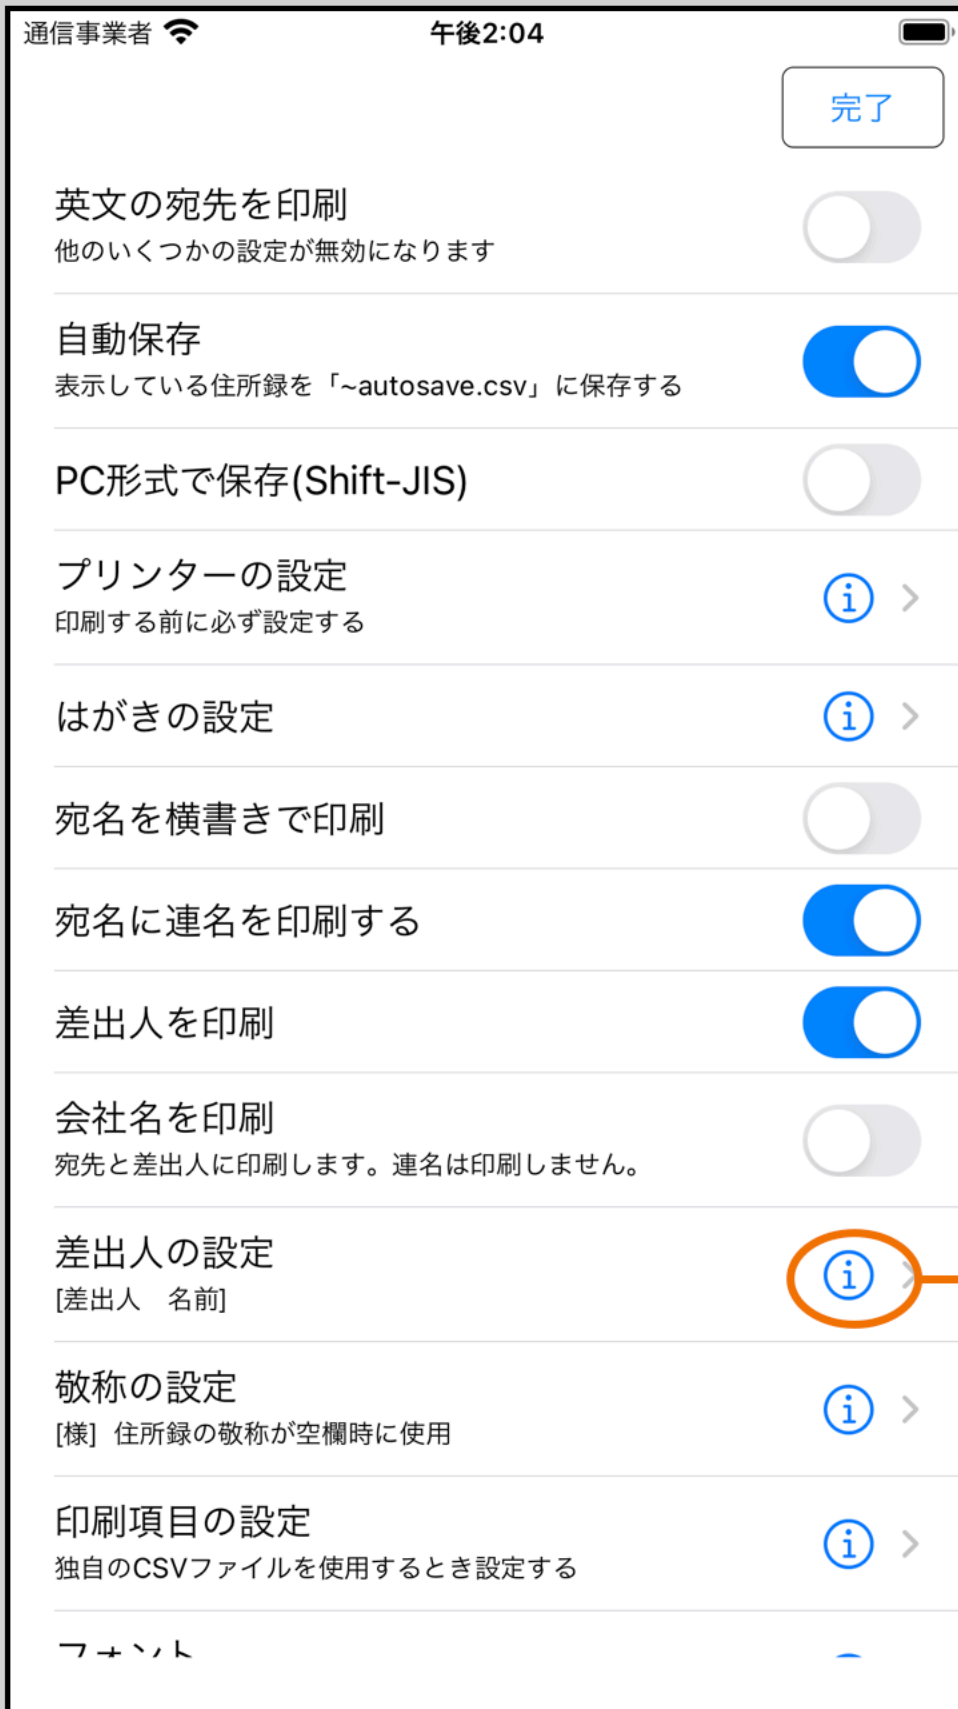 通信事業者 午後2:04
完了
英文の宛先を印刷
他のいくつかの設定が無効になります
自動保存
表示している住所録を「~autosave.csv」に保存する
PC形式で保存(Shift-JIS)
プリンターの設定
印刷する前に必ず設定する
はがきの設定
宛名を横書きで印刷
宛名に連名を印刷する
差出人を印刷
会社名を印刷
宛先と差出人に印刷します。連名は印刷しません。
差出人の設定
[差出人　名前]
敬称の設定
[様] 住所録の敬称が空欄時に使用
印刷項目の設定
独自のCSVファイルを使用するとき設定する
フォント